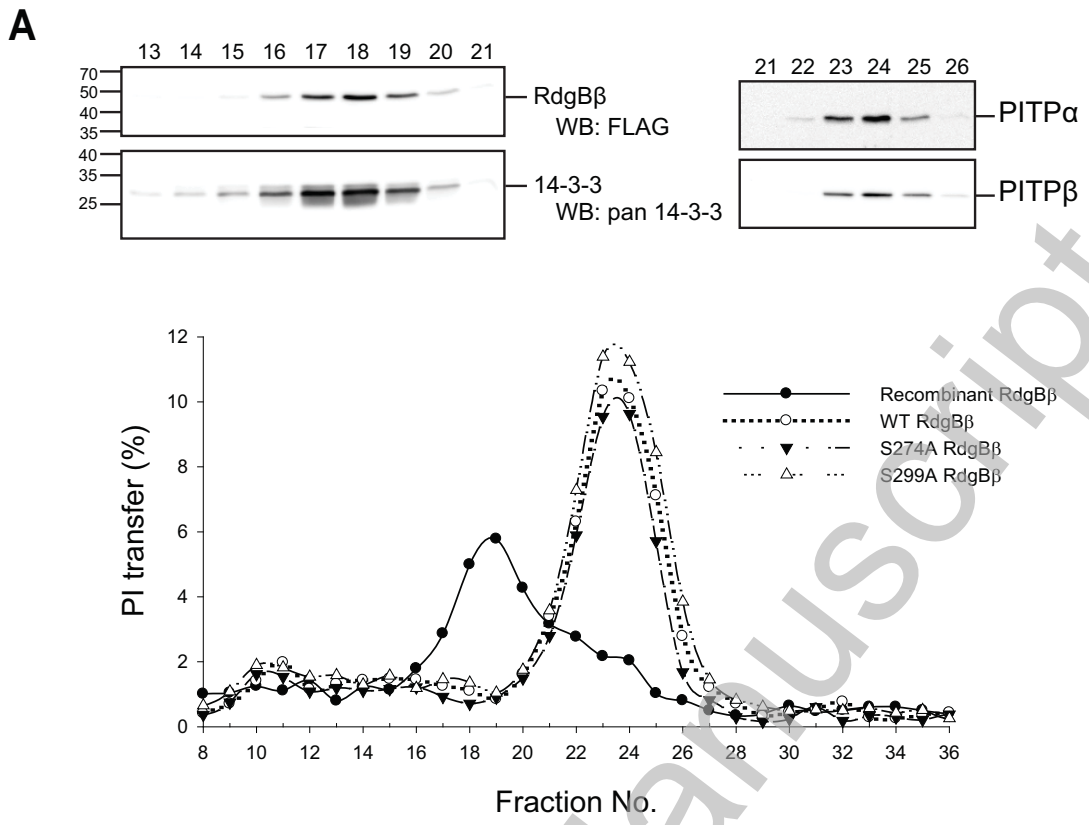 A
13 14 15 16 17 18 19 20 21
70
50
40
35
RdgBβ
WB: FLAG
40
35
25
14-3-3
WB: pan 14-3-3
21 22 23 24 25 26
PITPα
PITPβ
12
10
8
6
4
2
0
PI transfer (%)
Recombinant RdgBβ
WT RdgBβ
S274A RdgBβ
S299A RdgBβ
8 10 12 14 16 18 20 22 24 26 28 30 32 34 36
Fraction No.
anuscript